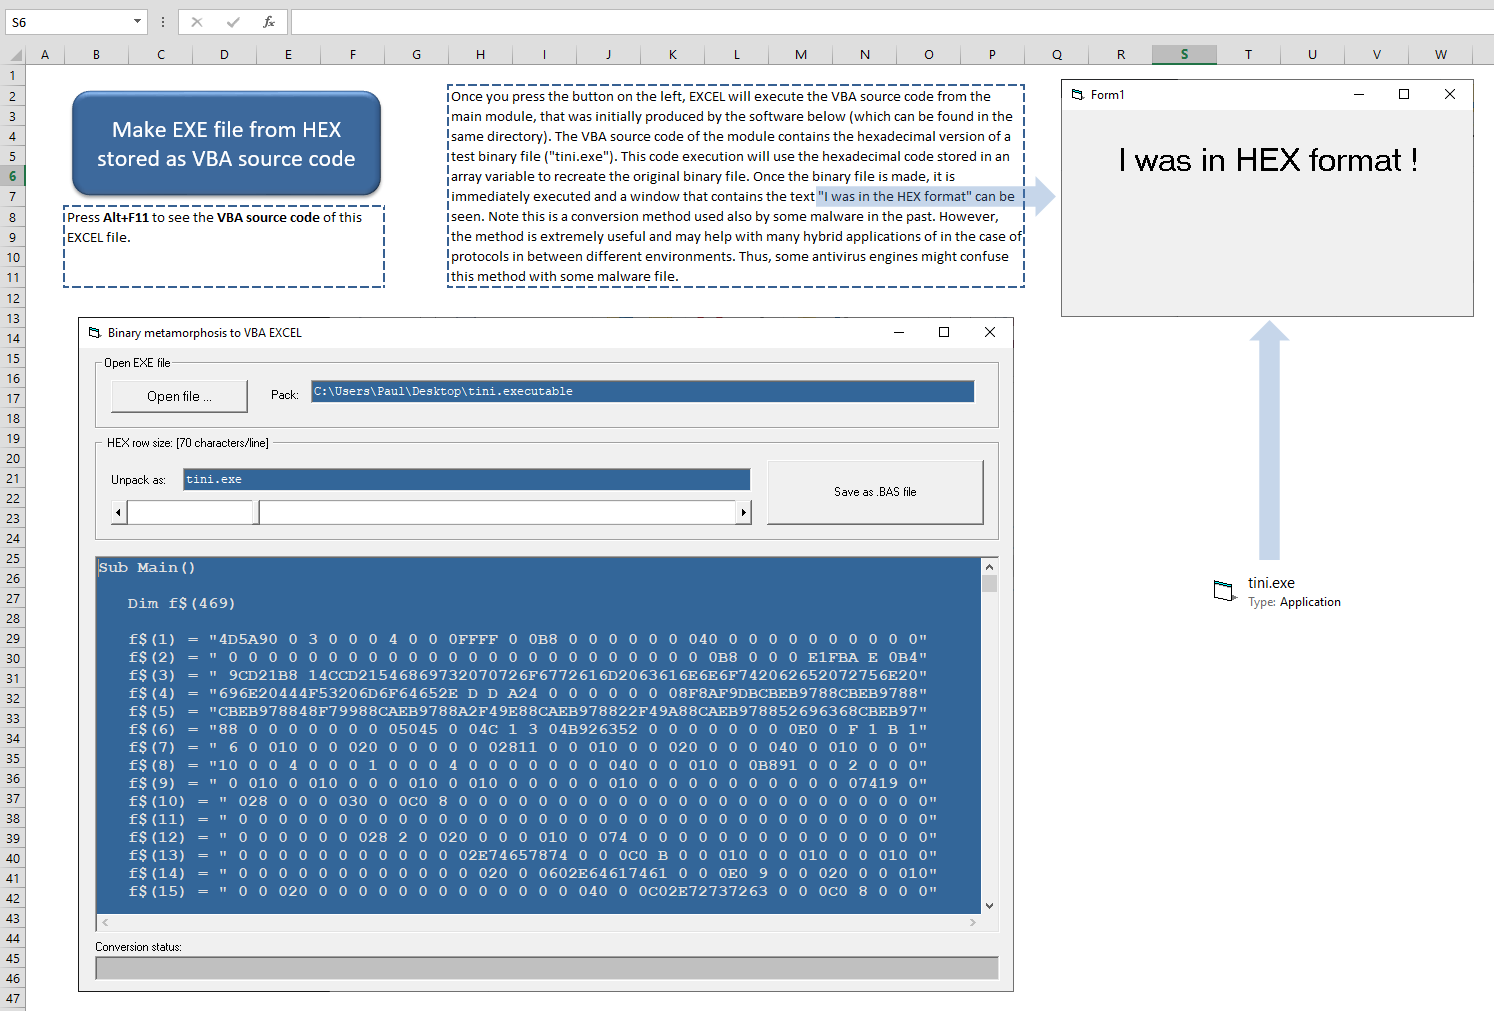 S6
fx
A B C D E F G H I J K L M N O P Q R S T U V W
1
2
3
4
5
6
7
8
9
10
11
12
13
14
15
16
17
18
19
20
21
22
23
24
25
26
27
28
29
30
31
32
33
34
35
36
37
38
39
40
41
42
43
44
45
46
47
Make EXE file from HEX
stored as VBA source code
Press Alt+F11 to see the VBA source code of this
EXCEL file.
Once you press the button on the left, EXCEL will execute the VBA source code from the
main module, that was initially produced by the software below (which can be found in the
same directory). The VBA source code of the module contains the hexadecimal version of a
test binary file ("tini.exe"). This code execution will use the hexadecimal code stored in an
array variable to recreate the original binary file. Once the binary file is made, it is
immediately executed and a window that contains the text "I was in the HEX format" can be
seen. Note this is a conversion method used also by some malware in the past. However,
the method is extremely useful and may help with many hybrid applications of in the case of
protocols in between different environments. Thus, some antivirus engines might confuse
this method with some malware file.
Form1
I was in HEX format !
tini.exe
Type: Application
Binary metamorphosis to VBA EXCEL
Open EXE file
Open file ...
Pack:
C:\Users\Paul\Desktop\tini.executable
HEX row size: [70 characters/line]
Unpack as:
tini.exe
Save as .BAS file
Sub Main()
Dim f$(469)
f$(1) = "4D5A90 0 3 0 0 0 4 0 0 0FFFF 0 0B8 0 0 0 0 0 0 040 0 0 0 0 0 0 0 0 0 0"
f$(2) = " 0 0 0 0 0 0 0 0 0 0 0 0 0 0 0 0 0 0 0 0 0 0 0 0 0B8 0 0 0 E1FBA E 0B4"
f$(3) = " 9CD21B8 14CCD21546869732070726F6772616D2063616E6E6F742062652072756E20"
f$(4) = "696E20444F53206D6F64652E D D A24 0 0 0 0 0 0 08F8AF9DBCBEB9788CBEB9788"
f$(5) = "CBEB978848F79988CAEB9788A2F49E88CAEB978822F49A88CAEB978852696368CBEB97"
f$(6) = "88 0 0 0 0 0 0 0 05045 0 04C 1 3 04B926352 0 0 0 0 0 0 0 0E0 0 F 1 B 1"
f$(7) = " 6 0 010 0 0 020 0 0 0 0 0 02811 0 0 010 0 0 020 0 0 0 040 0 010 0 0 0"
f$(8) = "10 0 0 4 0 0 0 1 0 0 0 4 0 0 0 0 0 0 0 040 0 0 010 0 0B891 0 0 2 0 0 0"
f$(9) = " 0 010 0 010 0 0 0 010 0 010 0 0 0 0 0 010 0 0 0 0 0 0 0 0 0 0 07419 0"
f$(10) = " 028 0 0 0 030 0 0C0 8 0 0 0 0 0 0 0 0 0 0 0 0 0 0 0 0 0 0 0 0 0 0 0 0"
f$(11) = " 0 0 0 0 0 0 0 0 0 0 0 0 0 0 0 0 0 0 0 0 0 0 0 0 0 0 0 0 0 0 0 0 0 0 0"
f$(12) = " 0 0 0 0 0 0 028 2 0 020 0 0 0 010 0 074 0 0 0 0 0 0 0 0 0 0 0 0 0 0 0"
f$(13) = " 0 0 0 0 0 0 0 0 0 0 0 02E74657874 0 0 0C0 B 0 0 010 0 0 010 0 0 010 0"
f$(14) = " 0 0 0 0 0 0 0 0 0 0 0 0 020 0 0602E64617461 0 0 0E0 9 0 0 020 0 0 010"
f$(15) = " 0 0 020 0 0 0 0 0 0 0 0 0 0 0 0 0 040 0 0C02E72737263 0 0 0C0 8 0 0 0"
Conversion status: